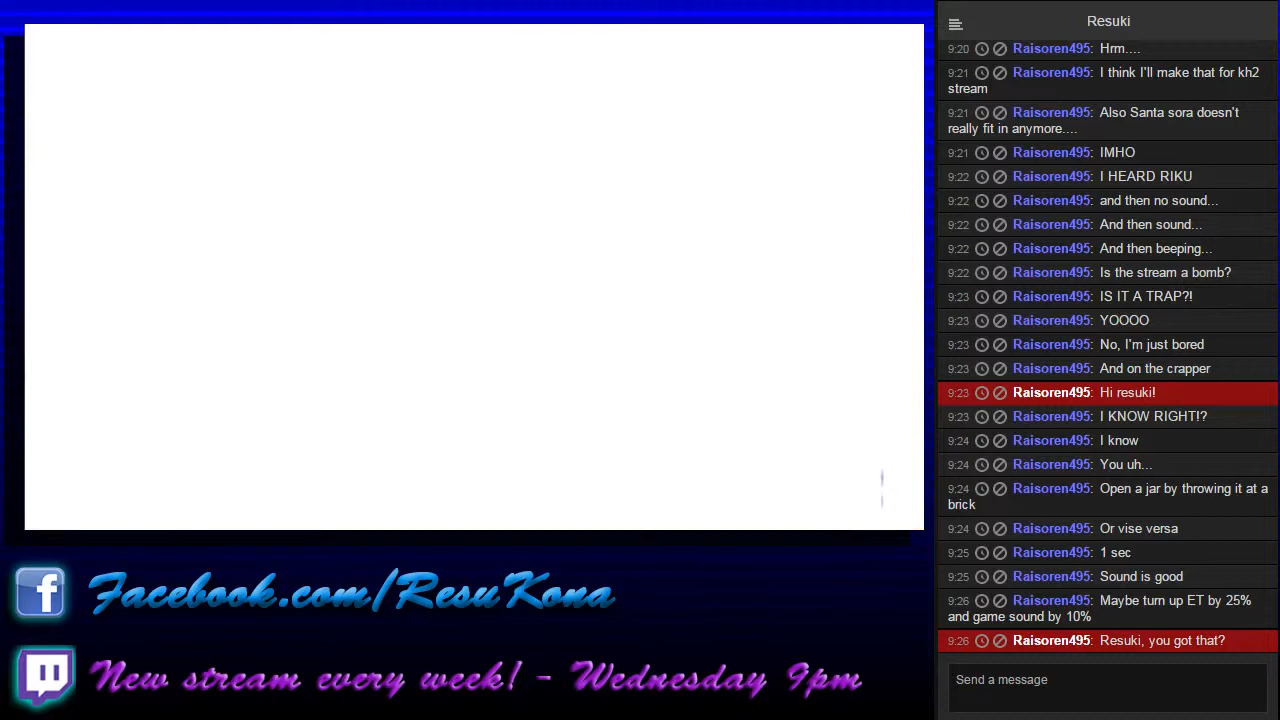 Resuki
9:20 Raisoren495: Hrm....
9:21 Raisoren495: I think I'll make that for kh2
stream
9:21 Raisoren495: Also Santa sora doesn't
really fit in anymore....
9:21 Raisoren495: IMHO
9:22 Raisoren495: I HEARD RIKU
9:22 Raisoren495: and then no sound...
9:22 Raisoren495: And then sound...
9:22 Raisoren495: And then beeping...
9:22 Raisoren495: Is the stream a bomb?
9:23 Raisoren495: IS IT A TRAP?!
9:23 Raisoren495: YOOOO
9:23 Raisoren495: No, I'm just bored
9:23 Raisoren495: And on the crapper
9:23 Raisoren495: Hi resuki!
9:23 Raisoren495: I KNOW RIGHT!?
9:24 Raisoren495: I know
9:24 Raisoren495: You uh...
9:24 Raisoren495: Open a jar by throwing it at a
brick
9:24 Raisoren495: Or vise versa
9:25 Raisoren495: 1 sec
9:25 Raisoren495: Sound is good
9:26 Raisoren495: Maybe turn up ET by 25%
and game sound by 10%
9:26 Raisoren495: Resuki, you got that?
Send a message
Facebook.com/ResuKona
New stream every week! - Wednesday 9pm